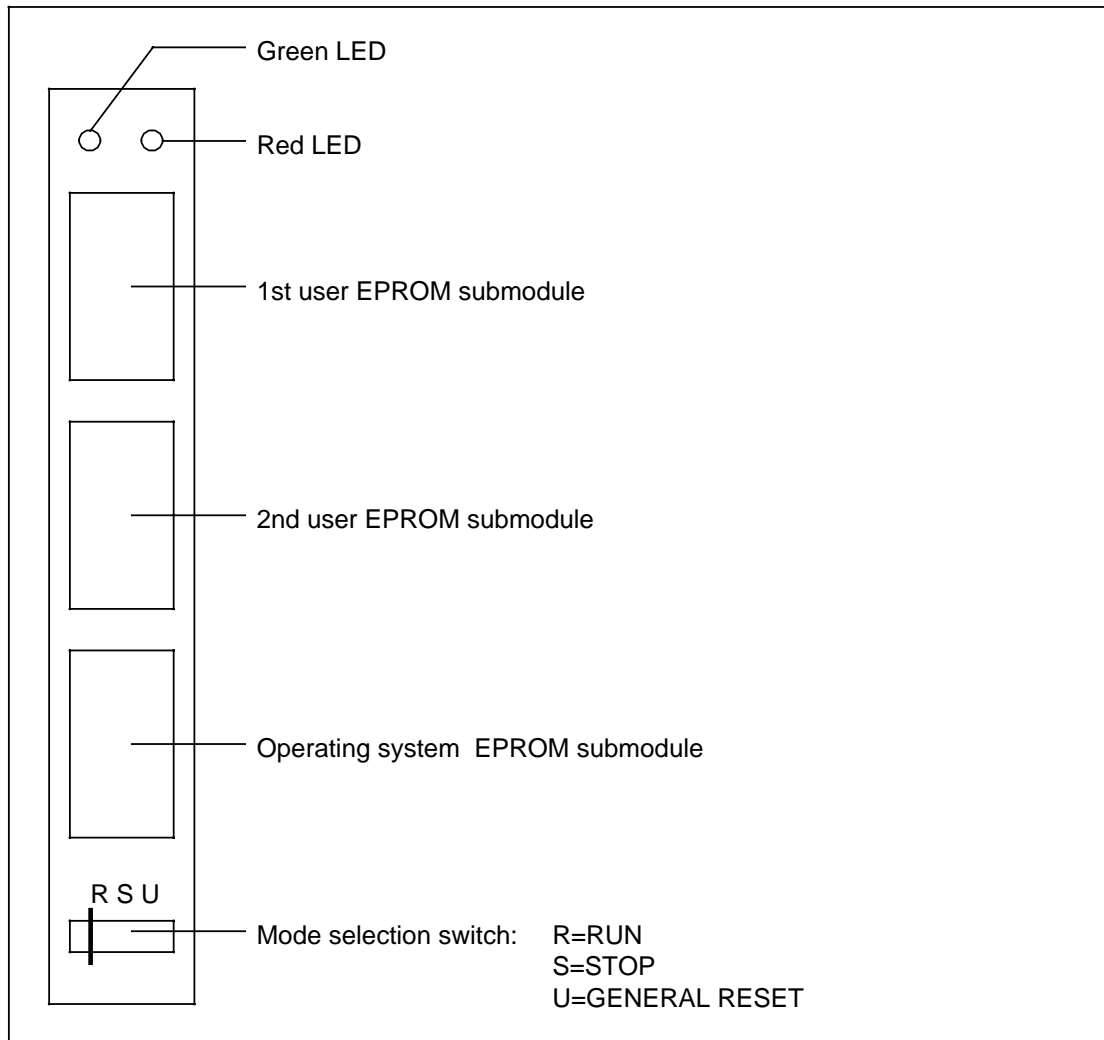 Green LED
Red LED
1st user EPROM submodule
2nd user EPROM submodule
Operating system EPROM submodule
R S U
Mode selection switch: R=RUN
S=STOP
U=GENERAL RESET